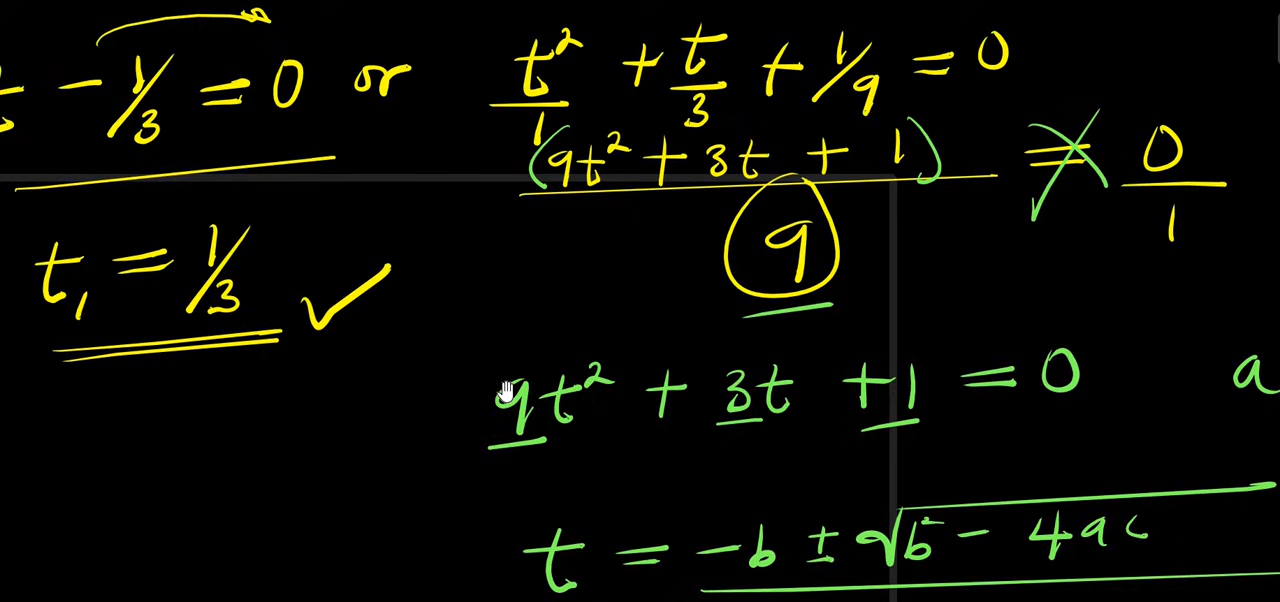 t - 1/3 = 0 or t²/1 + t/3 + 1/9 = 0
(9t² + 3t + 1)/9 = 0/1
t₁ = 1/3 ✓
9t² + 3t + 1 = 0 a
t = -b ± √b² - 4ac